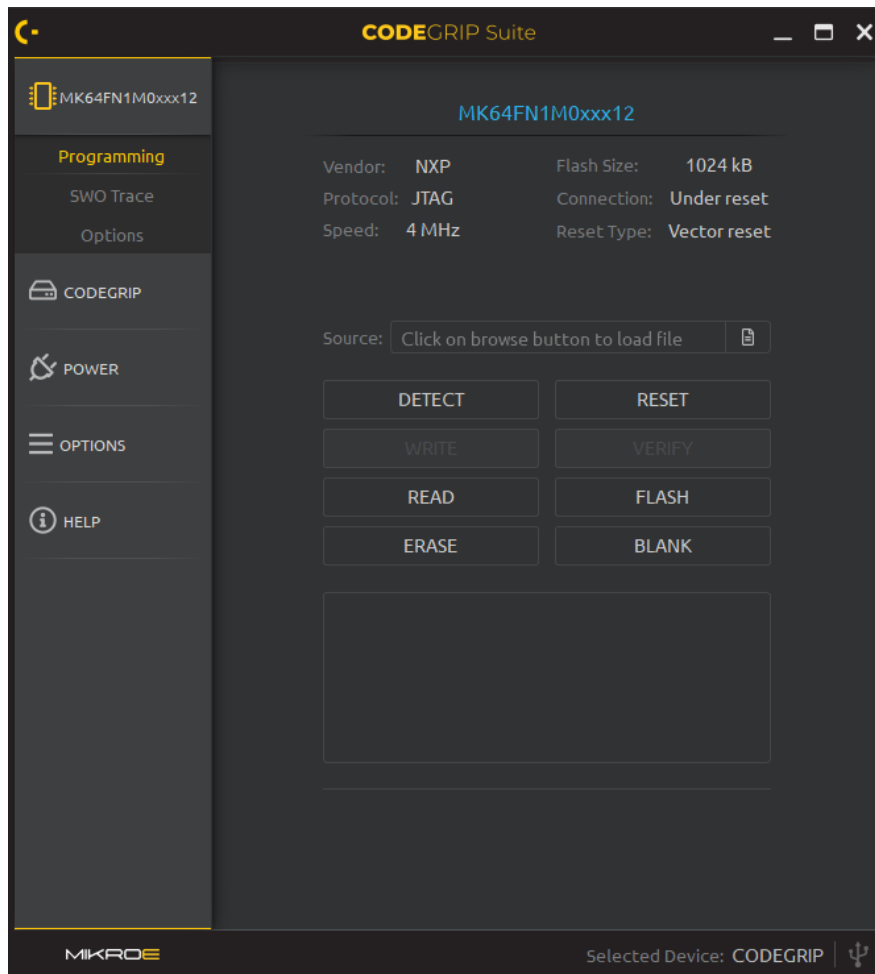 CODEGRIP Suite
MK64FN1M0xxx12
Programming
SWO Trace
Options
CODEGRIP
POWER
OPTIONS
HELP
MK64FN1M0xxx12
Vendor: NXP Flash Size: 1024 kB
Protocol: JTAG Connection: Under reset
Speed: 4 MHz Reset Type: Vector reset
Source: Click on browse button to load file
DETECT RESET
WRITE VERIFY
READ FLASH
ERASE BLANK
MIKROE Selected Device: CODEGRIP